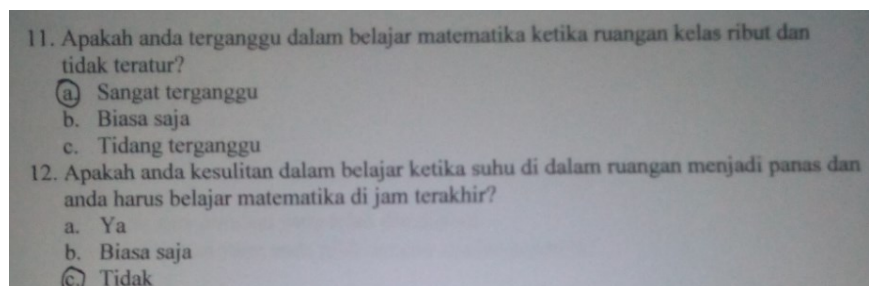 11. Apakah anda terganggu dalam belajar matematika ketika ruangan kelas ribut dan
tidak teratur?
a. Sangat terganggu
b. Biasa saja
c. Tidang terganggu
12. Apakah anda kesulitan dalam belajar ketika suhu di dalam ruangan menjadi panas dan
anda harus belajar matematika di jam terakhir?
a. Ya
b. Biasa saja
c. Tidak